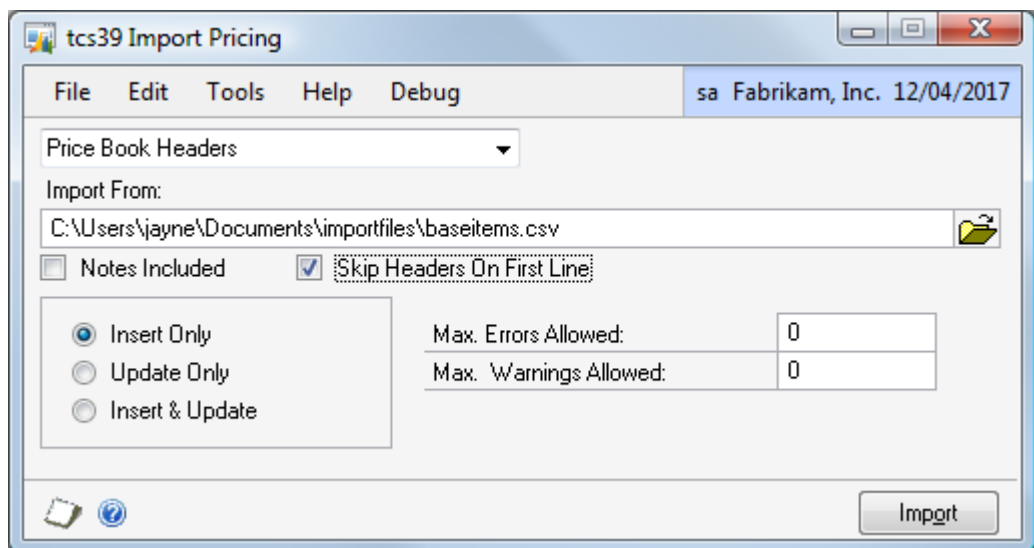 tcs39 Import Pricing
File Edit Tools Help Debug sa Fabrikam, Inc. 12/04/2017
Price Book Headers
Import From:
C:\Users\jayne\Documents\importfiles\baseitems.csv
Notes Included Skip Headers On First Line
Insert Only Max. Errors Allowed: 0
Update Only Max. Warnings Allowed: 0
Insert & Update
Import